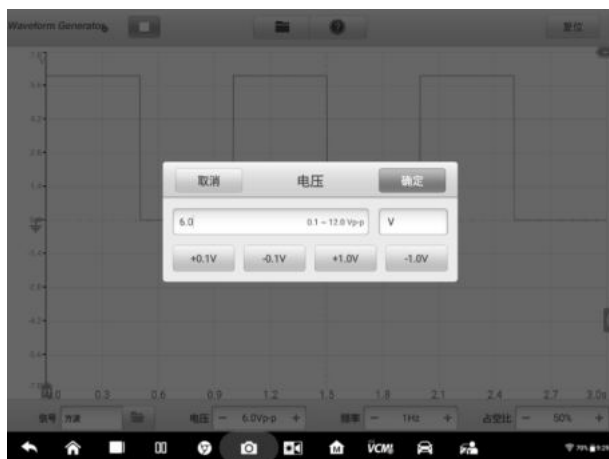 Waveform Generator
复位
取消 电压 确定
6.0 0.1 ~ 12.0 Vp-p V
+0.1V -0.1V +1.0V -1.0V
0.3 0.6 0.9 1.2 1.5 1.8 2.1 2.4 2.7 3.0s
信号 方波 电压 − 6.0Vp-p + 频率 − 1Hz + 占空比 − 50% +
VCMI